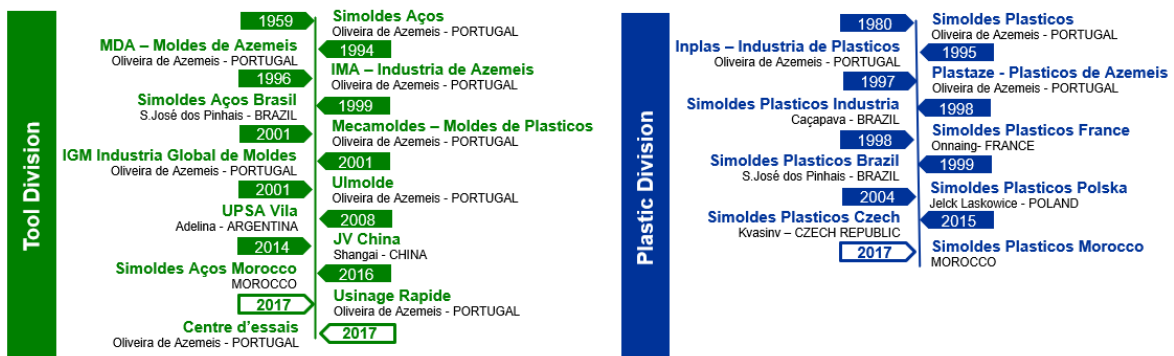 Tool Division
1959
Simoldes Aços
Oliveira de Azemeis - PORTUGAL
MDA – Moldes de Azemeis
Oliveira de Azemeis - PORTUGAL
1994
1996
IMA – Industria de Azemeis
Oliveira de Azemeis - PORTUGAL
Simoldes Aços Brasil
S.José dos Pinhais - BRAZIL
1999
2001
Mecamoldes – Moldes de Plasticos
Oliveira de Azemeis - PORTUGAL
IGM Industria Global de Moldes
Oliveira de Azemeis - PORTUGAL
2001
2001
Ulmolde
Oliveira de Azemeis - PORTUGAL
UPSA Vila
Adelina - ARGENTINA
2008
2014
JV China
Shangai - CHINA
Simoldes Aços Morocco
MOROCCO
2016
2017
Usinage Rapide
Oliveira de Azemeis - PORTUGAL
Centre d’essais
Oliveira de Azemeis - PORTUGAL
2017
Plastic Division
1980
Simoldes Plasticos
Oliveira de Azemeis - PORTUGAL
Inplas – Industria de Plasticos
Oliveira de Azemeis - PORTUGAL
1995
1997
Plastaze - Plasticos de Azemeis
Oliveira de Azemeis - PORTUGAL
Simoldes Plasticos Industria
Caçapava - BRAZIL
1998
1998
Simoldes Plasticos France
Onnaing- FRANCE
Simoldes Plasticos Brazil
S.José dos Pinhais - BRAZIL
1999
2004
Simoldes Plasticos Polska
Jelck Laskowice - POLAND
Simoldes Plasticos Czech
Kvasinv – CZECH REPUBLIC
2015
2017
Simoldes Plasticos Morocco
MOROCCO